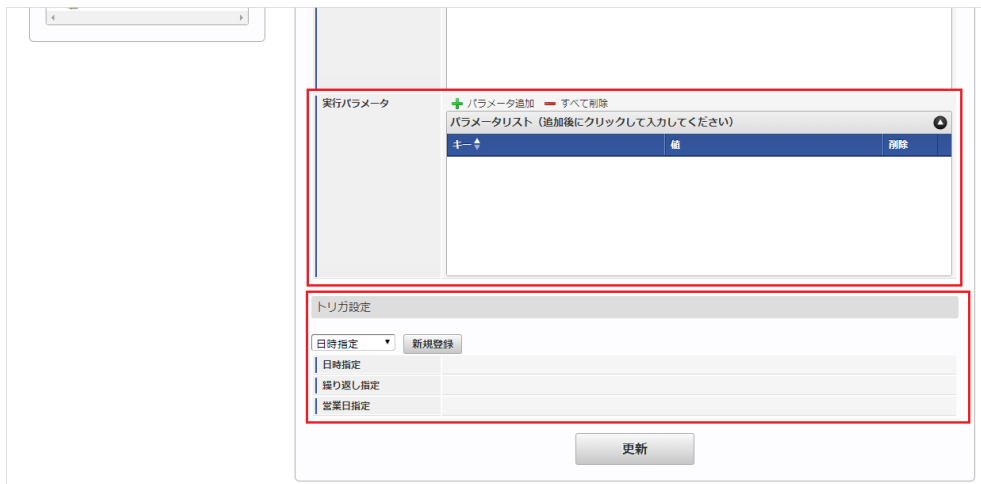 実行パラメータ
パラメータ追加 すべて削除
パラメータリスト（追加後にクリックして入力してください）
キー 値 削除
トリガ設定
日時指定 新規登録
日時指定
繰り返し指定
営業日指定
更新